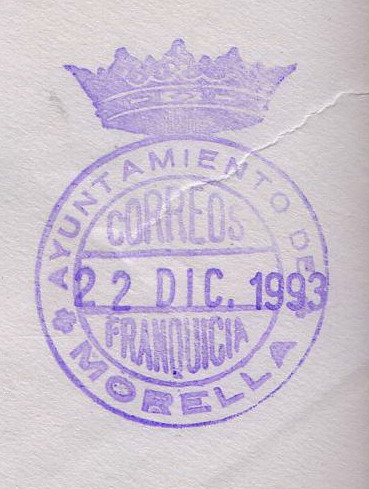 AYUNTAMIENTO DE
CORREOS
22 DIC. 1993
FRANQUICIA
MORELLA